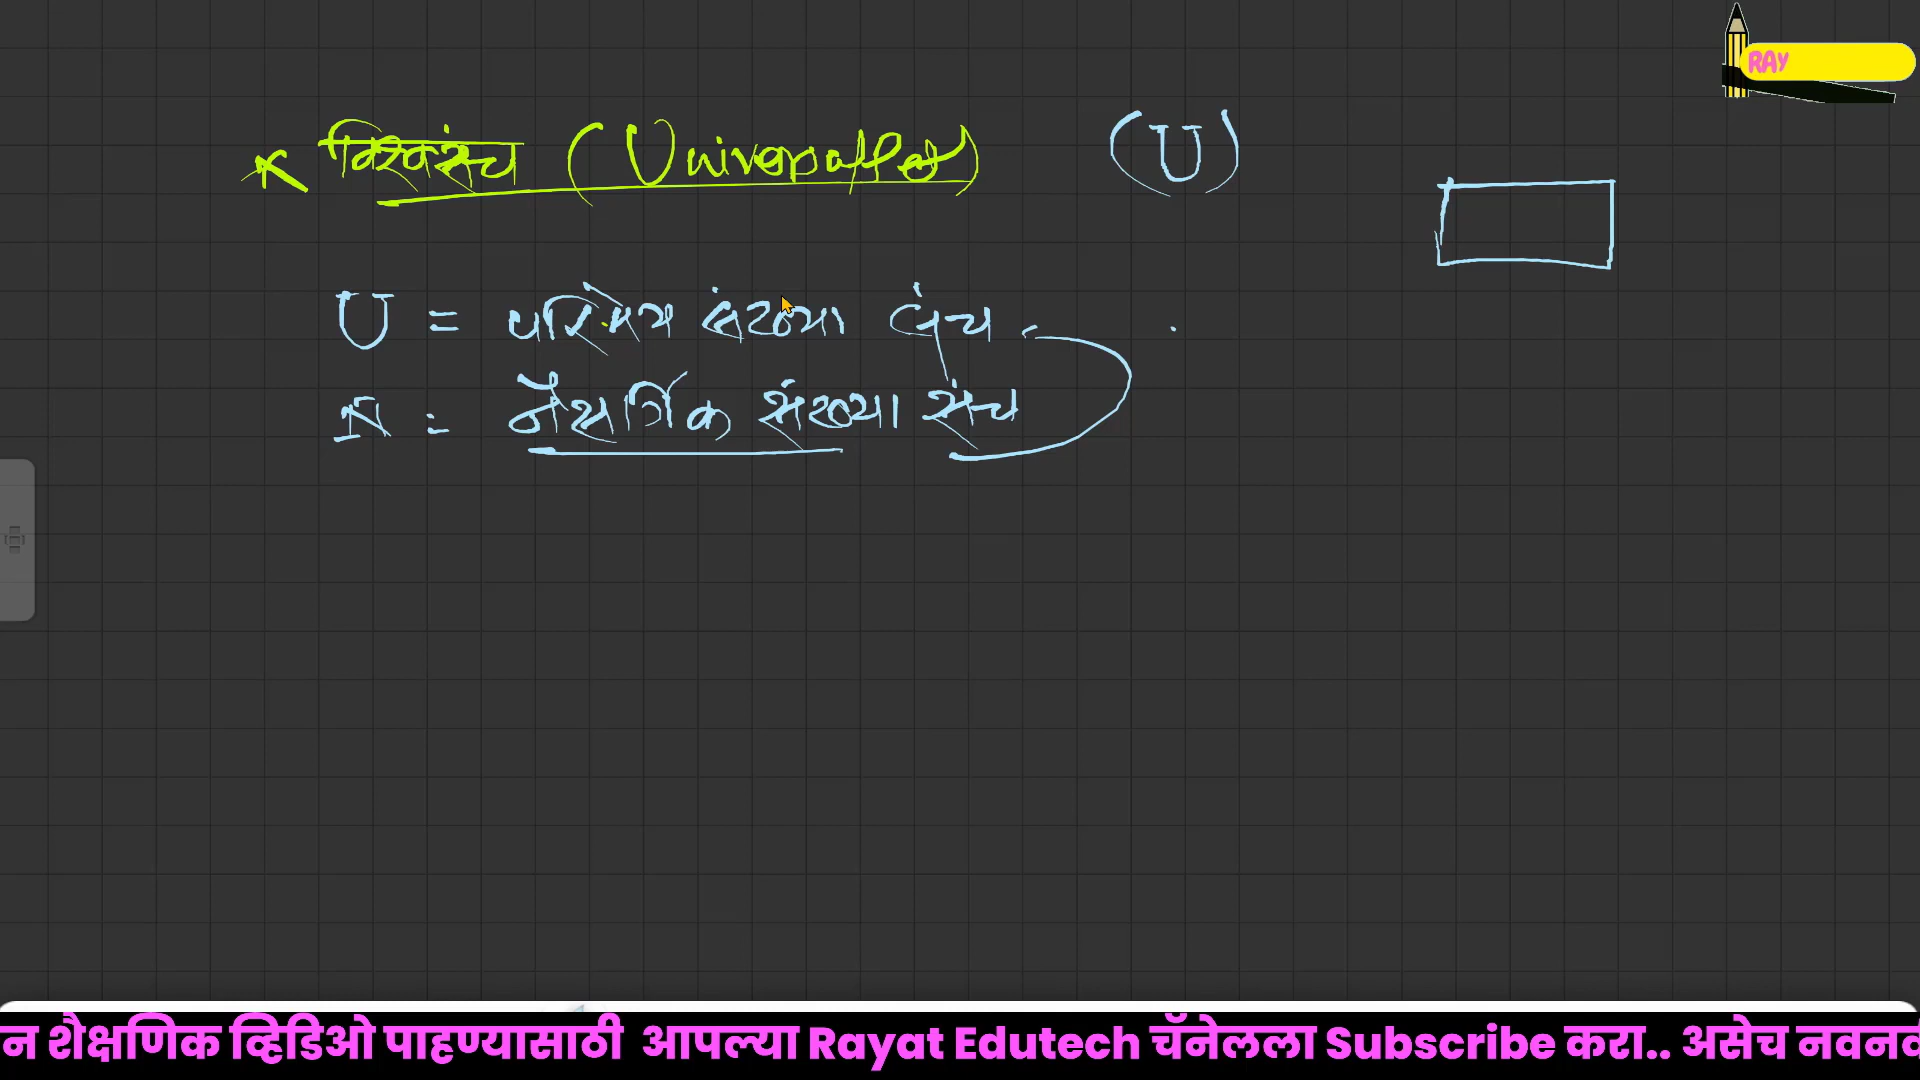 RAY
विश्वसंच (Universal set) (U)
U = परिमेय संख्या संच
N = नैसर्गिक संख्या संच
न शैक्षणिक व्हिडिओ पाहण्यासाठी आपल्या Rayat Edutech चॅनेलला Subscribe करा.. असेच नवनव